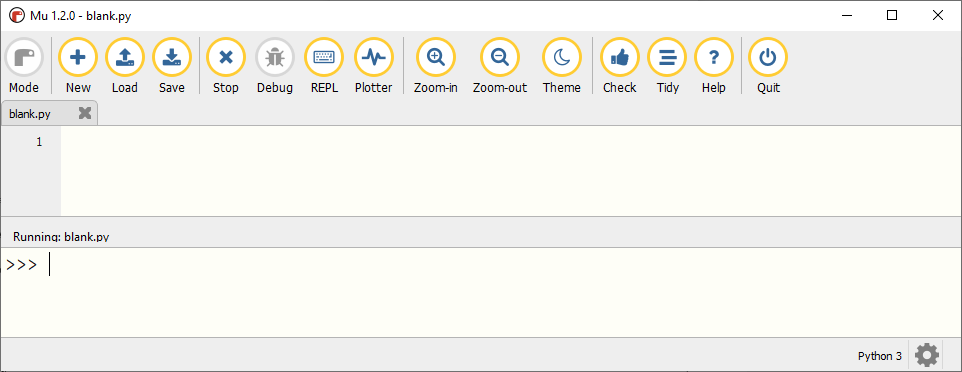 Mu 1.2.0 - blank.py
Mode New Load Save Stop Debug REPL Plotter Zoom-in Zoom-out Theme Check Tidy Help Quit
blank.py
1
Running: blank.py
>>>
Python 3